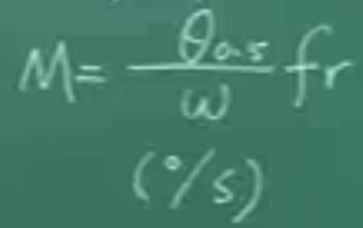 M = θ₀.₅ / ω fr
(°/s)